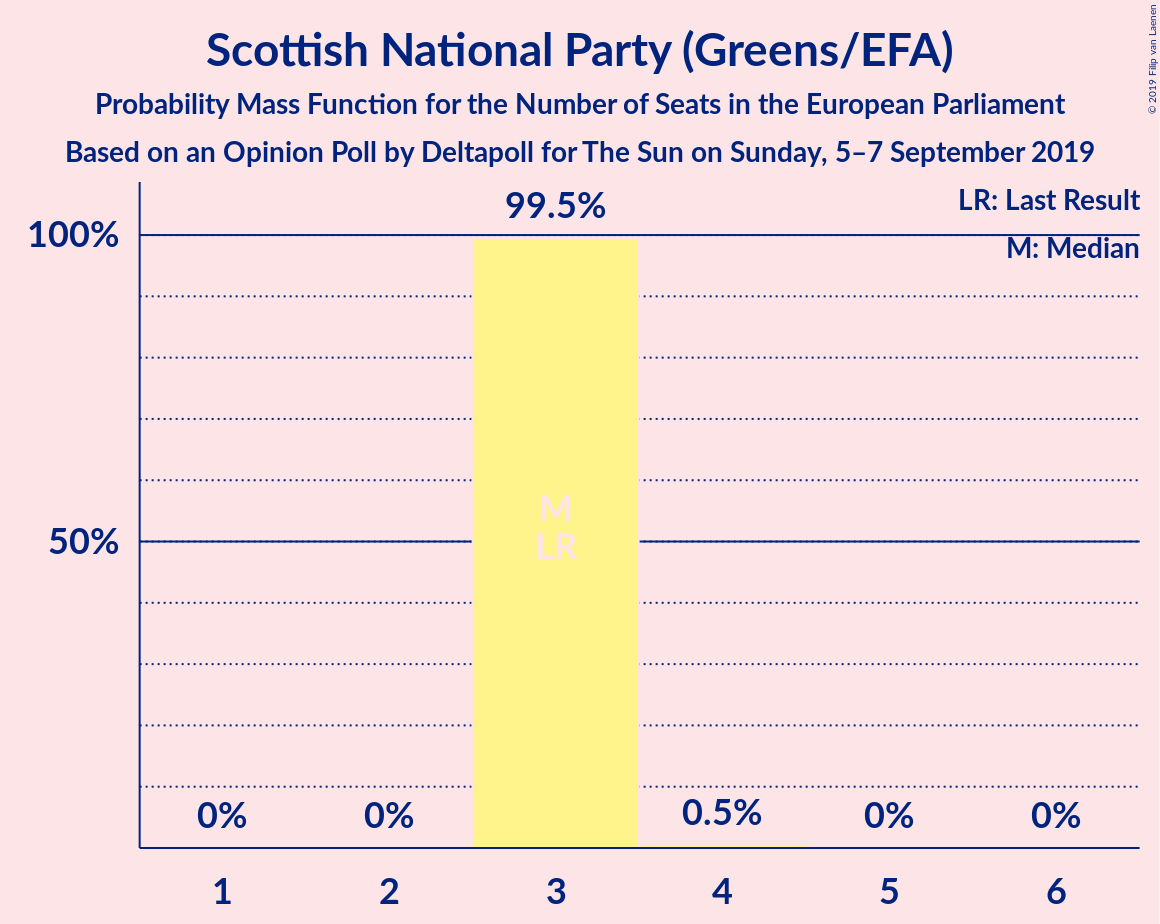 Scottish National Party (Greens/EFA)
Probability Mass Function for the Number of Seats in the European Parliament
Based on an Opinion Poll by Deltapoll for The Sun on Sunday, 5–7 September 2019
© 2019 Filip van Laenen
LR: Last Result
M: Median
99.5%
100%
50%
M
LR
0%
0%
0.5%
0%
0%
1
2
3
4
5
6